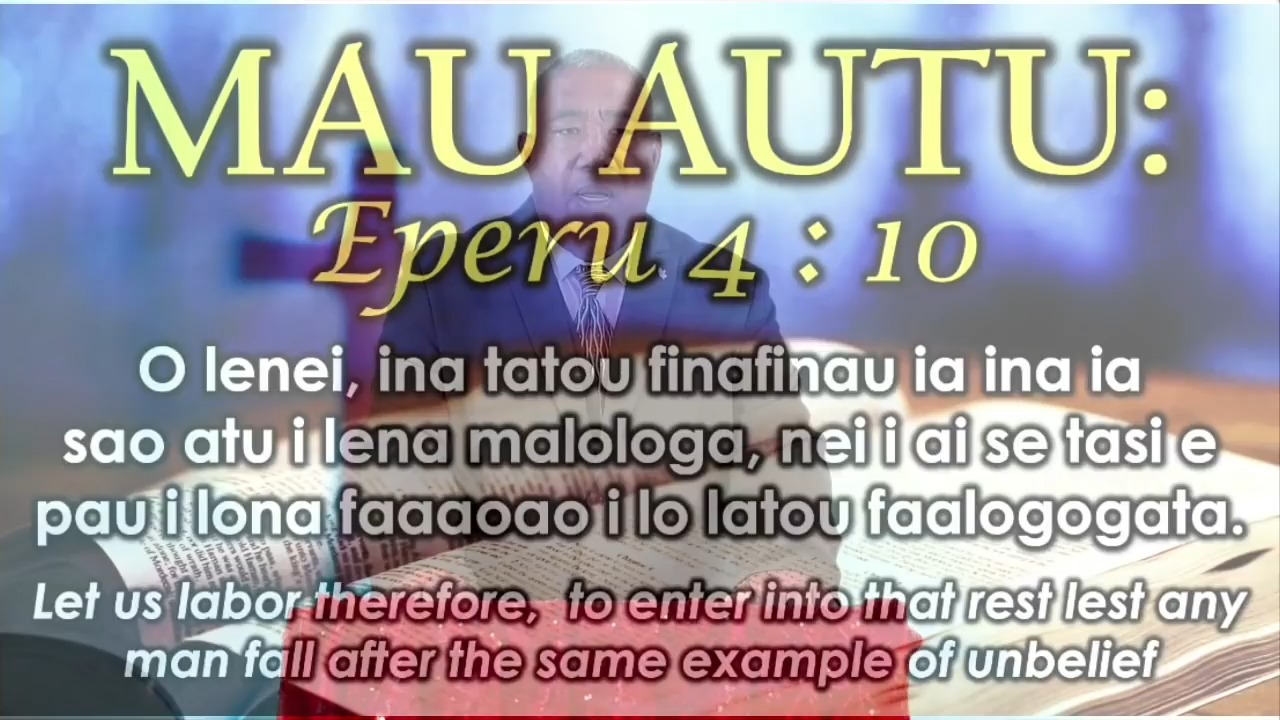 MAU AUTU:
Eperu 4 : 10
O lenei, ina tatou finafinau ia ina ia
sao atu i lena malologa, nei i ai se tasi e
pau i lona faaaoao i lo latou faalogogata.
Let us labor therefore, to enter into that rest lest any
man fall after the same example of unbelief